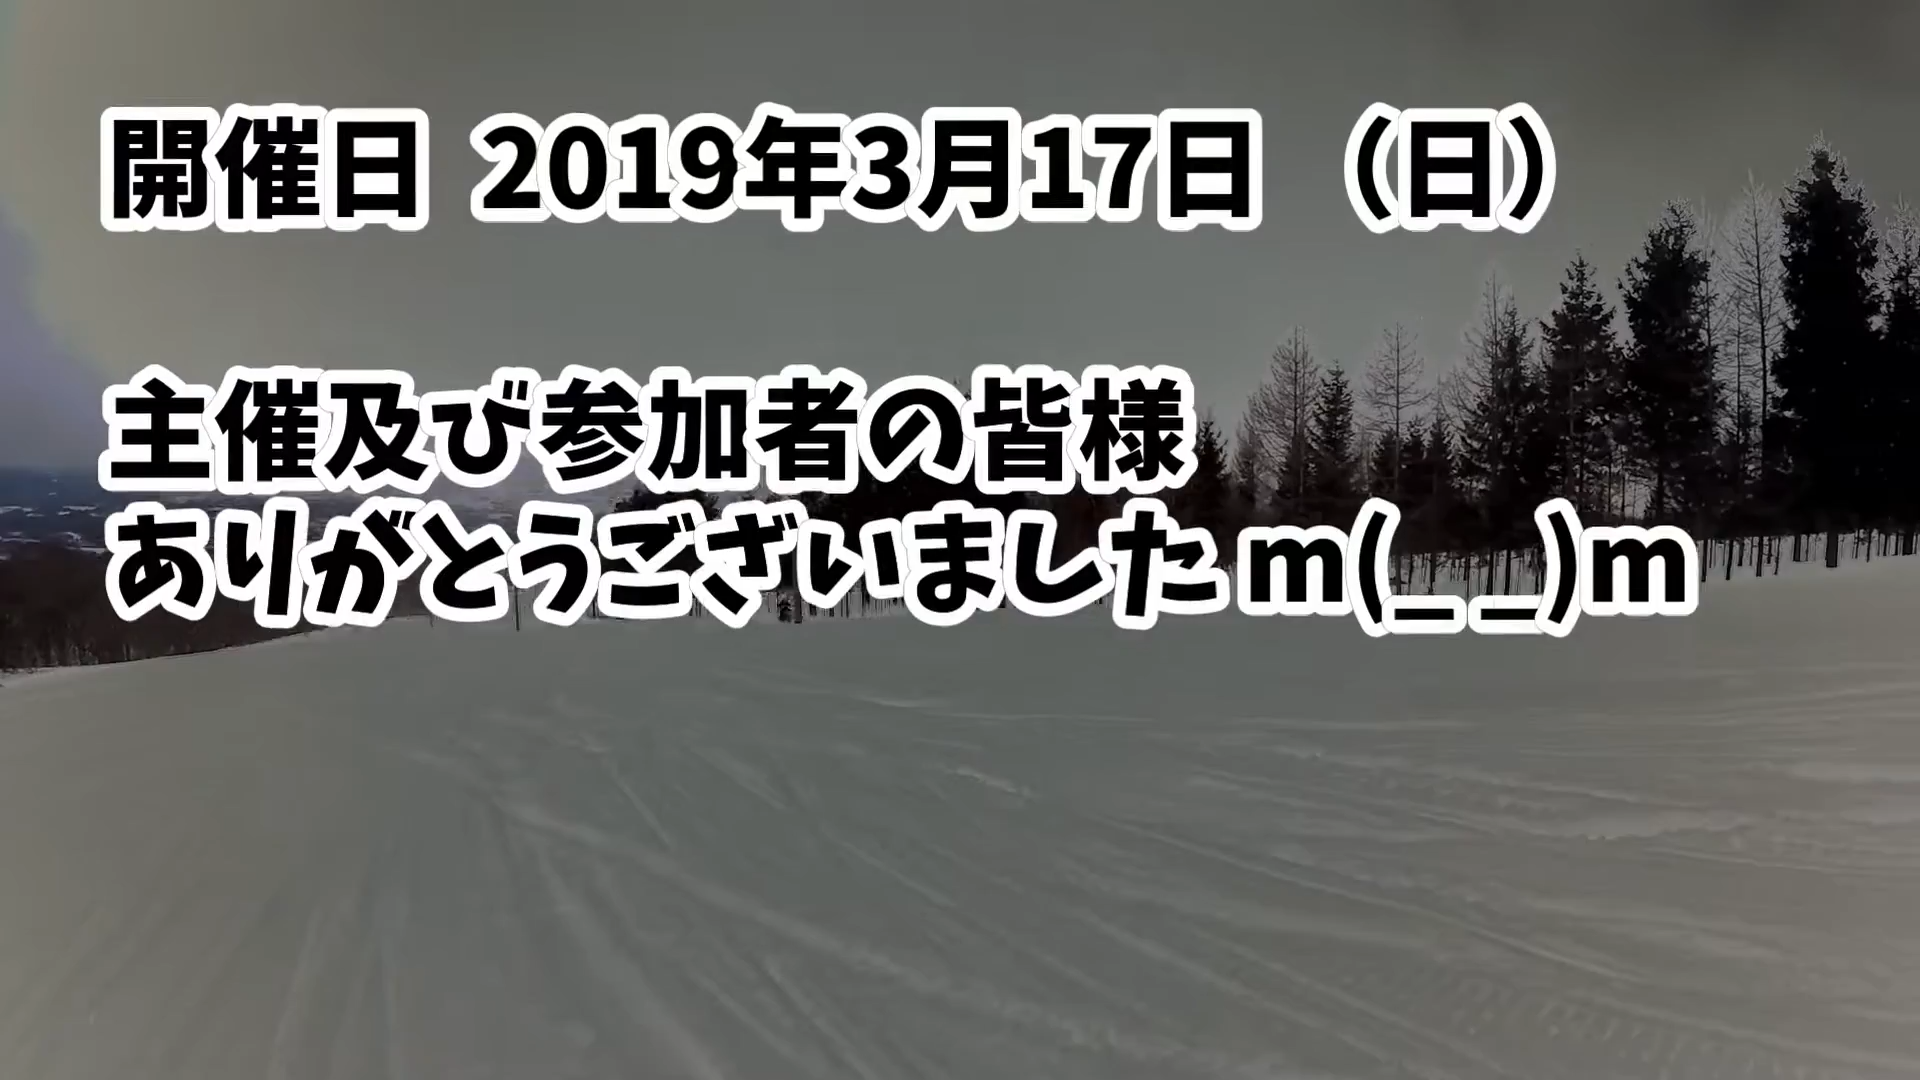 開催日 2019年3月17日 （日）
主催及び参加者の皆様
ありがとうございました m(_ _)m